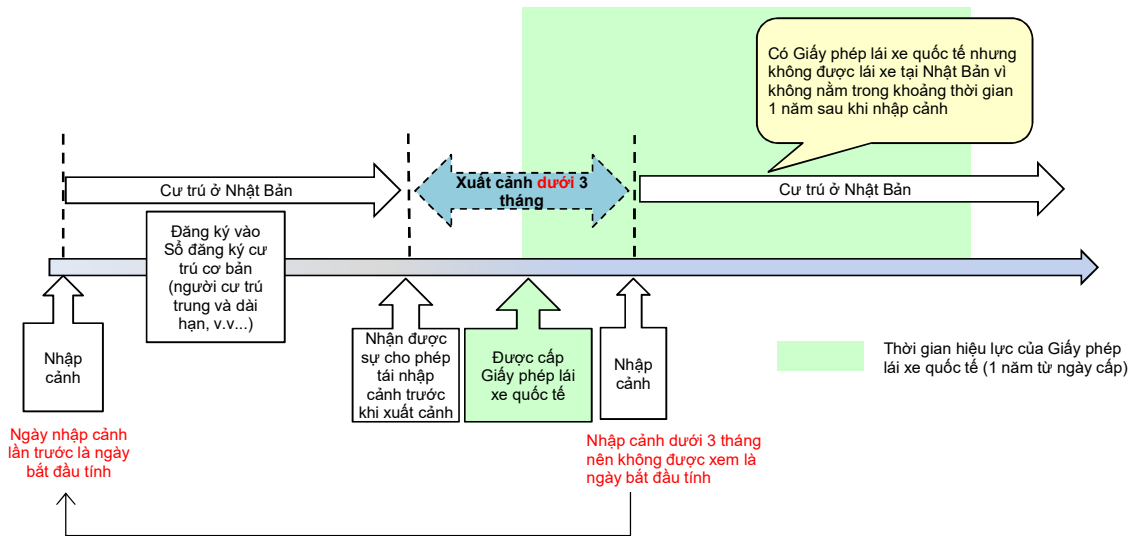 Có Giấy phép lái xe quốc tế nhưng
không được lái xe tại Nhật Bản vì
không nằm trong khoảng thời gian
1 năm sau khi nhập cảnh
Cư trú ở Nhật Bản
Xuất cảnh dưới 3
tháng
Cư trú ở Nhật Bản
Đăng ký vào
Sổ đăng ký cư
trú cơ bản
(người cư trú
trung và dài
hạn, v.v...)
Nhập
cảnh
Nhận được
sự cho phép
tái nhập
cảnh trước
khi xuất cảnh
Được cấp
Giấy phép lái
xe quốc tế
Nhập
cảnh
Thời gian hiệu lực của Giấy phép
lái xe quốc tế (1 năm từ ngày cấp)
Ngày nhập cảnh
lần trước là ngày
bắt đầu tính
Nhập cảnh dưới 3 tháng
nên không được xem là
ngày bắt đầu tính